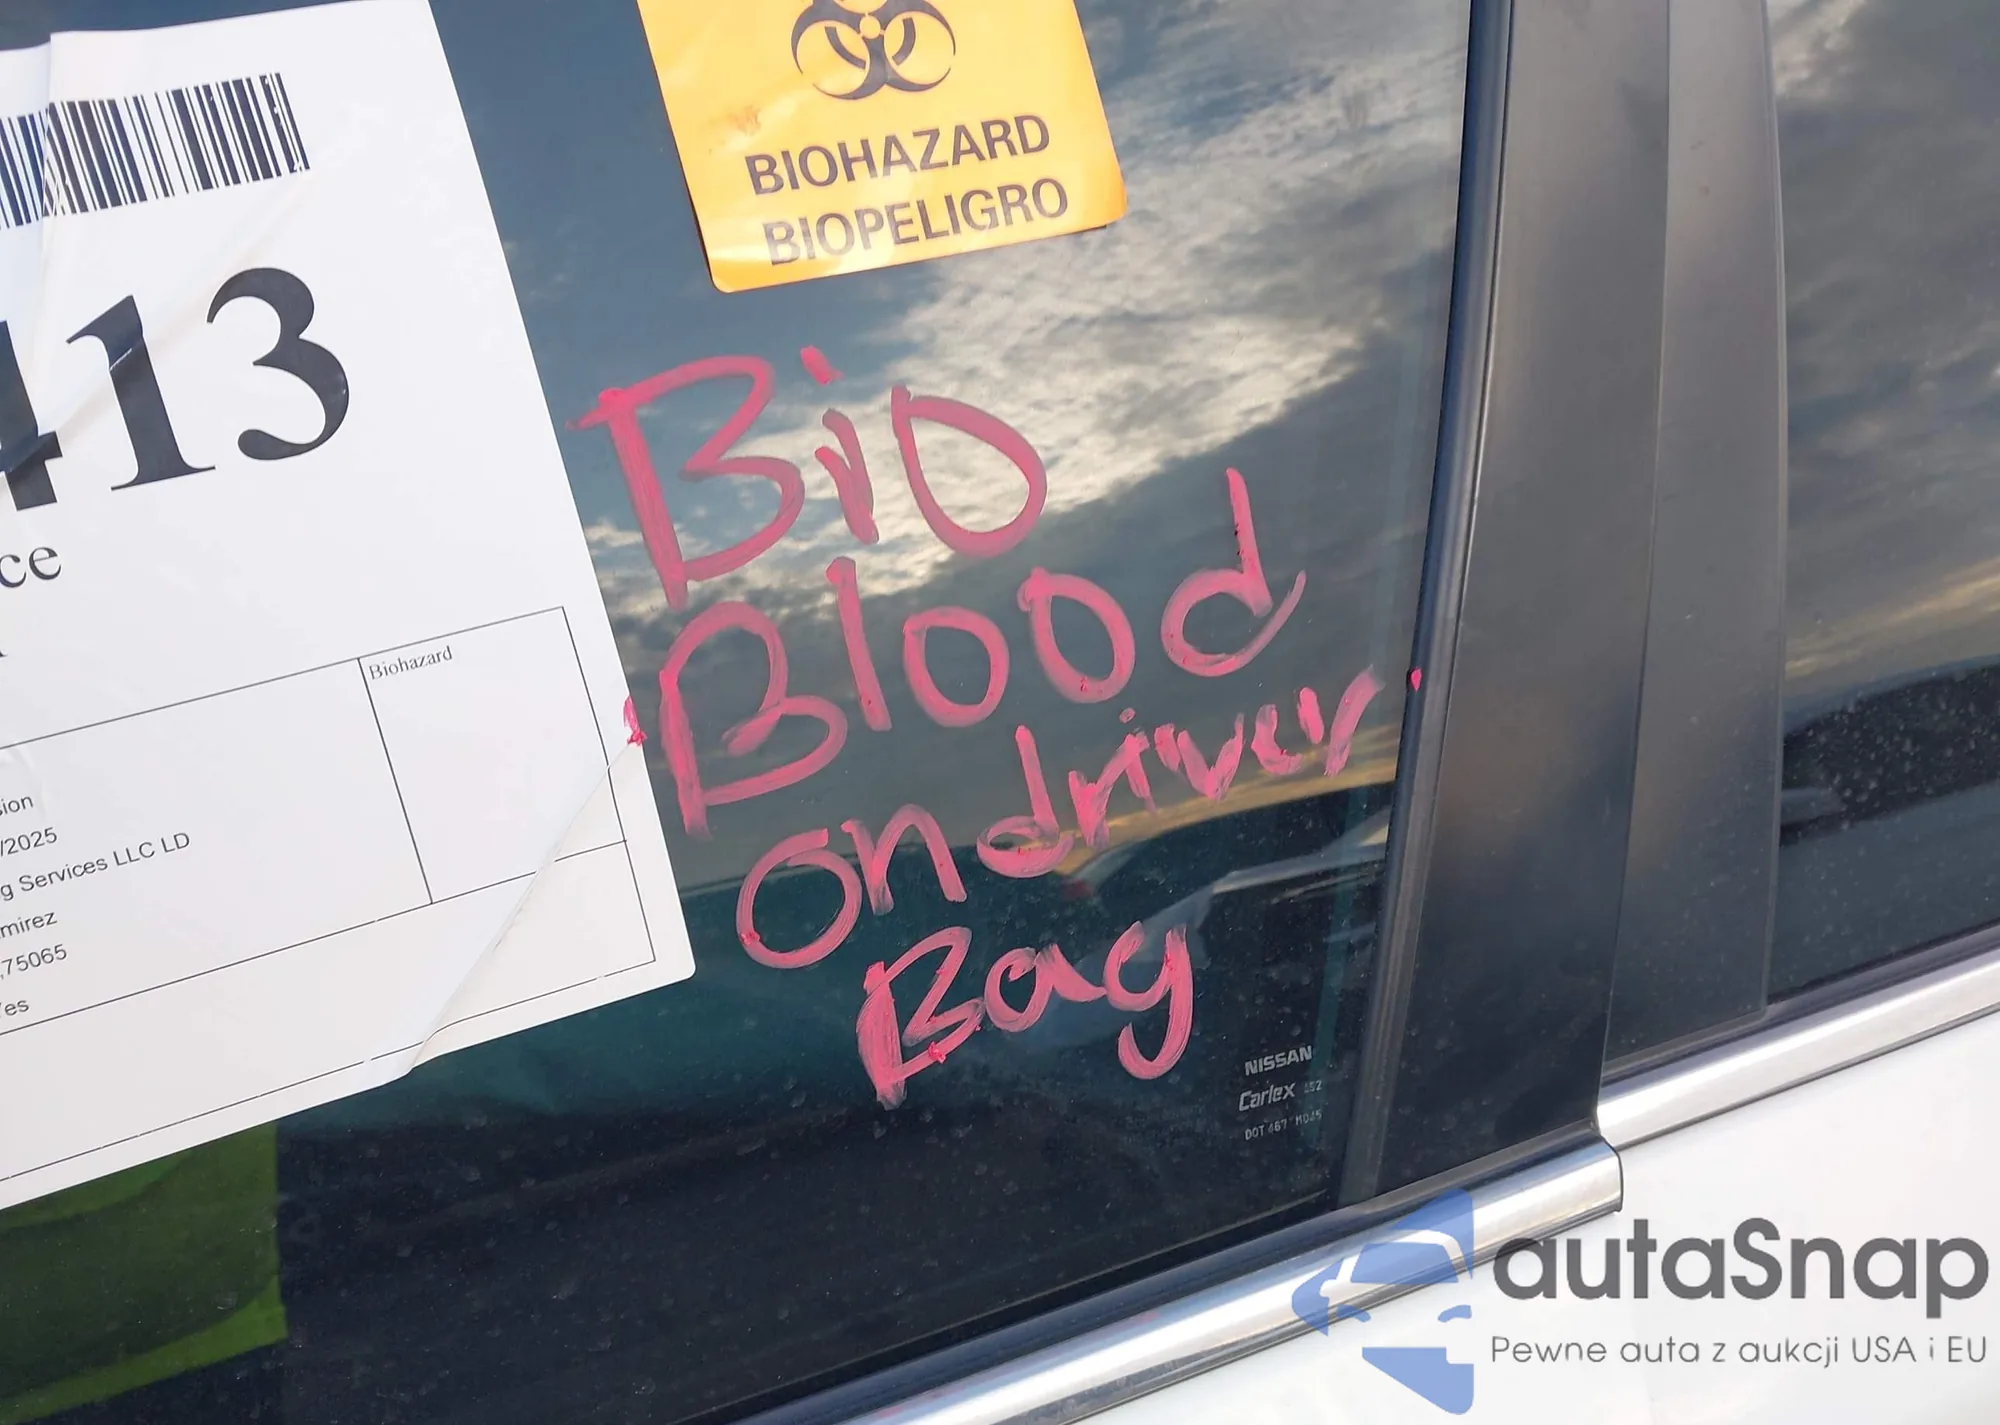 BIOHAZARD
BIOPELIGRO
413
ce
Biohazard
sion
/2025
g Services LLC LD
mirez
,75065
Yes
Bio
Blood
on driver
Bag
NISSAN
Carlex
autaSnap
Pewne auta z aukcji USA i EU